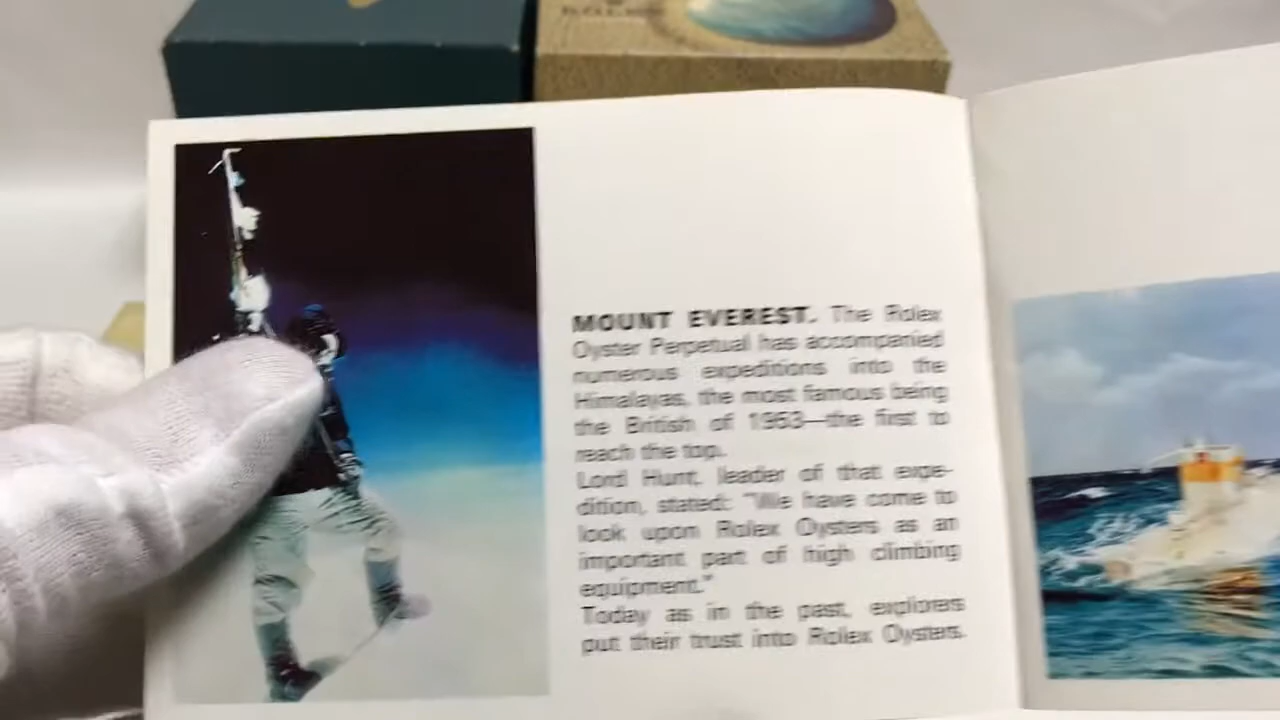 MOUNT EVEREST. The Rolex
Oyster Perpetual has accompanied
numerous expeditions into the
Himalayas, the most famous being
the British of 1953—the first to
reach the top.
Lord Hunt, leader of that expe-
dition, stated: "We have come to
look upon Rolex Oysters as an
important part of high climbing
equipment."
Today as in the past, explorers
put their trust into Rolex Oysters.